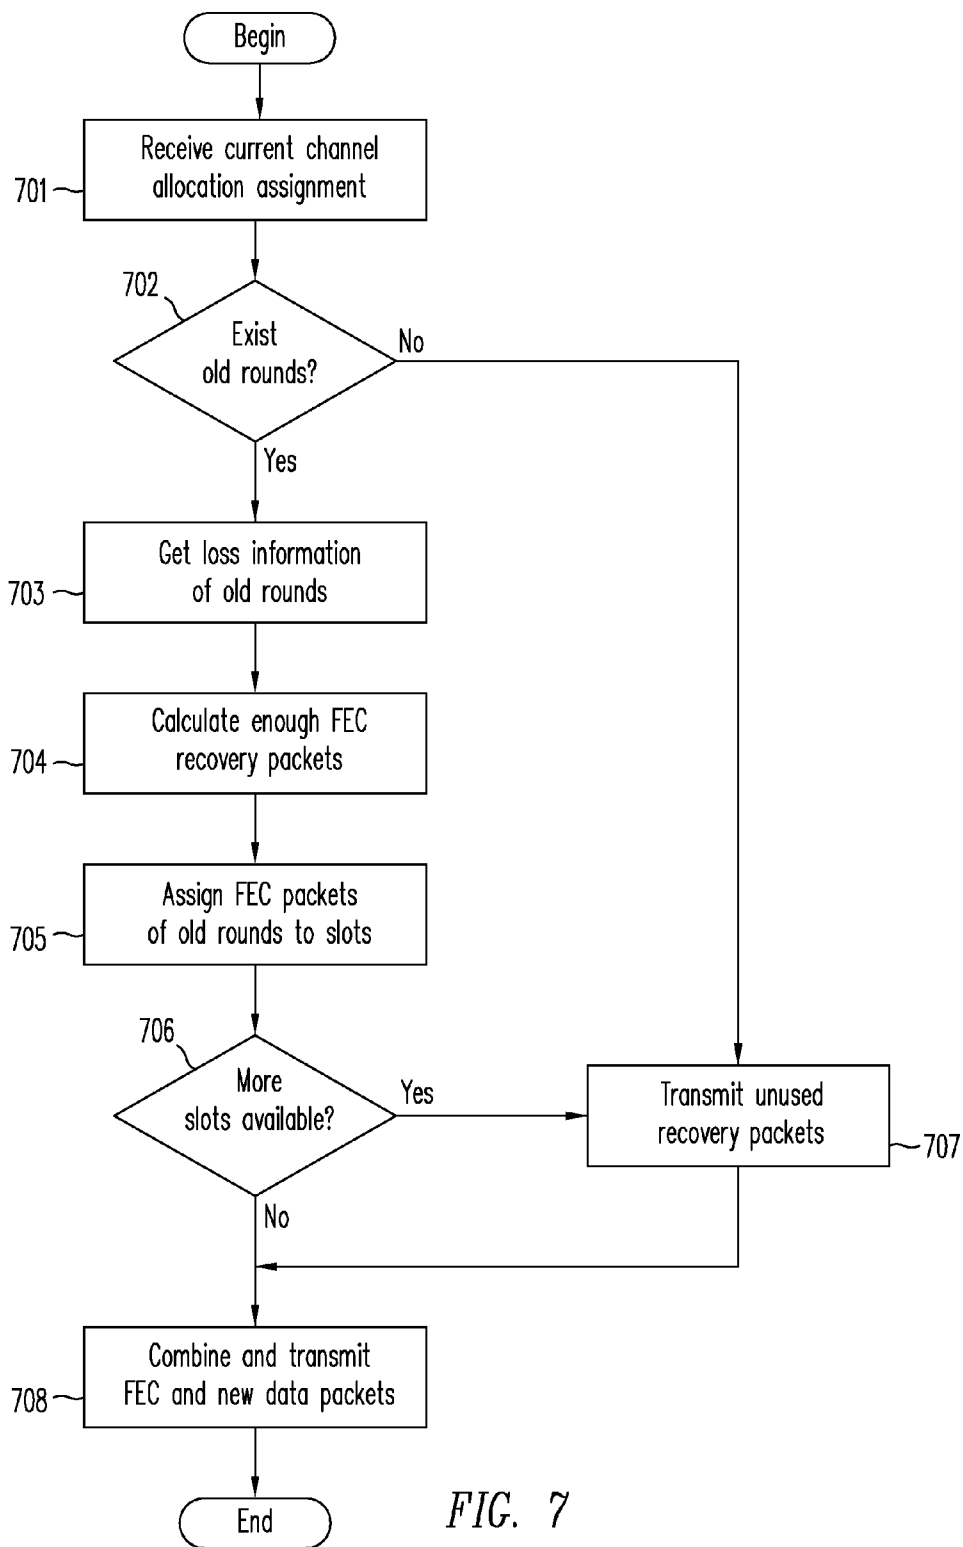 Begin
Receive current channel
allocation assignment
701
702
Exist
old rounds?
No
Yes
Get loss information
of old rounds
703
Calculate enough FEC
recovery packets
704
Assign FEC packets
of old rounds to slots
705
706
More
slots available?
Yes
Transmit unused
recovery packets
707
No
Combine and transmit
FEC and new data packets
708
End
FIG. 7